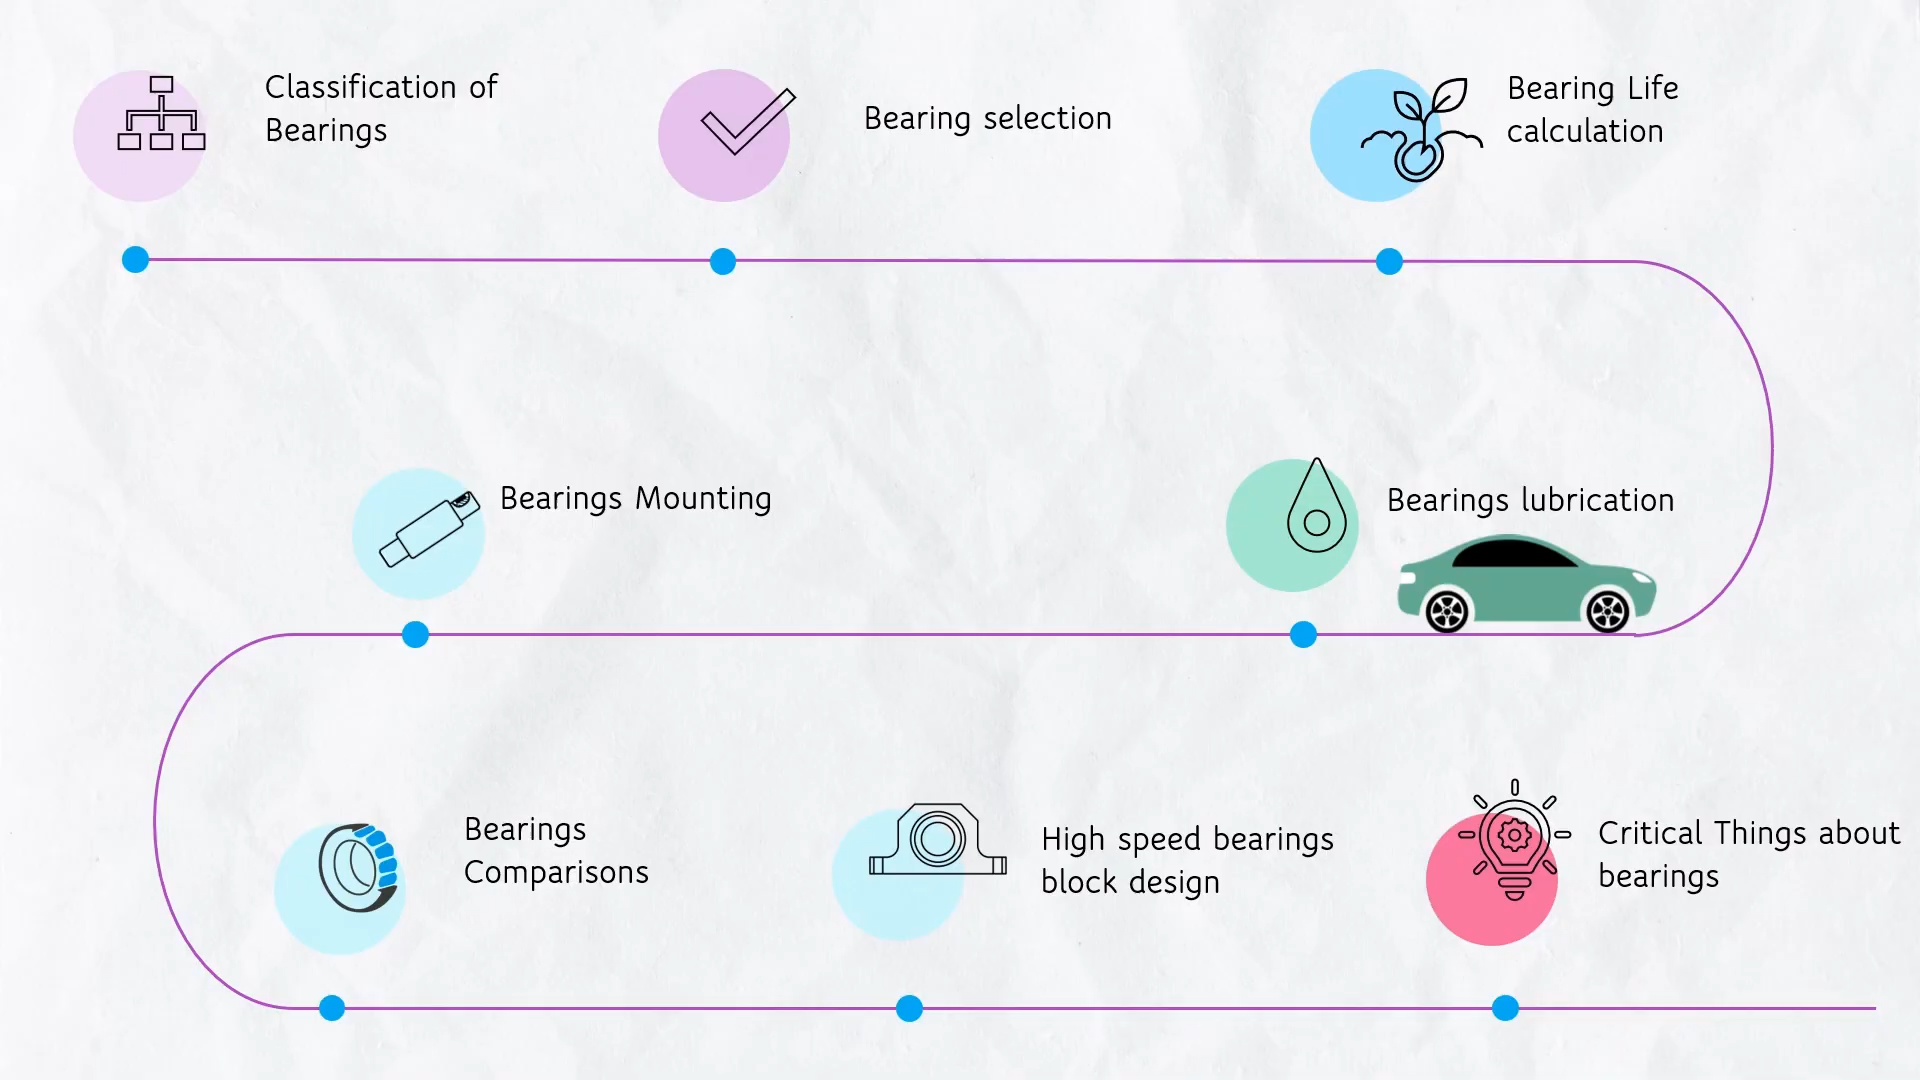 Classification of
Bearings
Bearing selection
Bearing Life
calculation
Bearings Mounting
Bearings lubrication
Bearings
Comparisons
High speed bearings
block design
Critical Things about
bearings